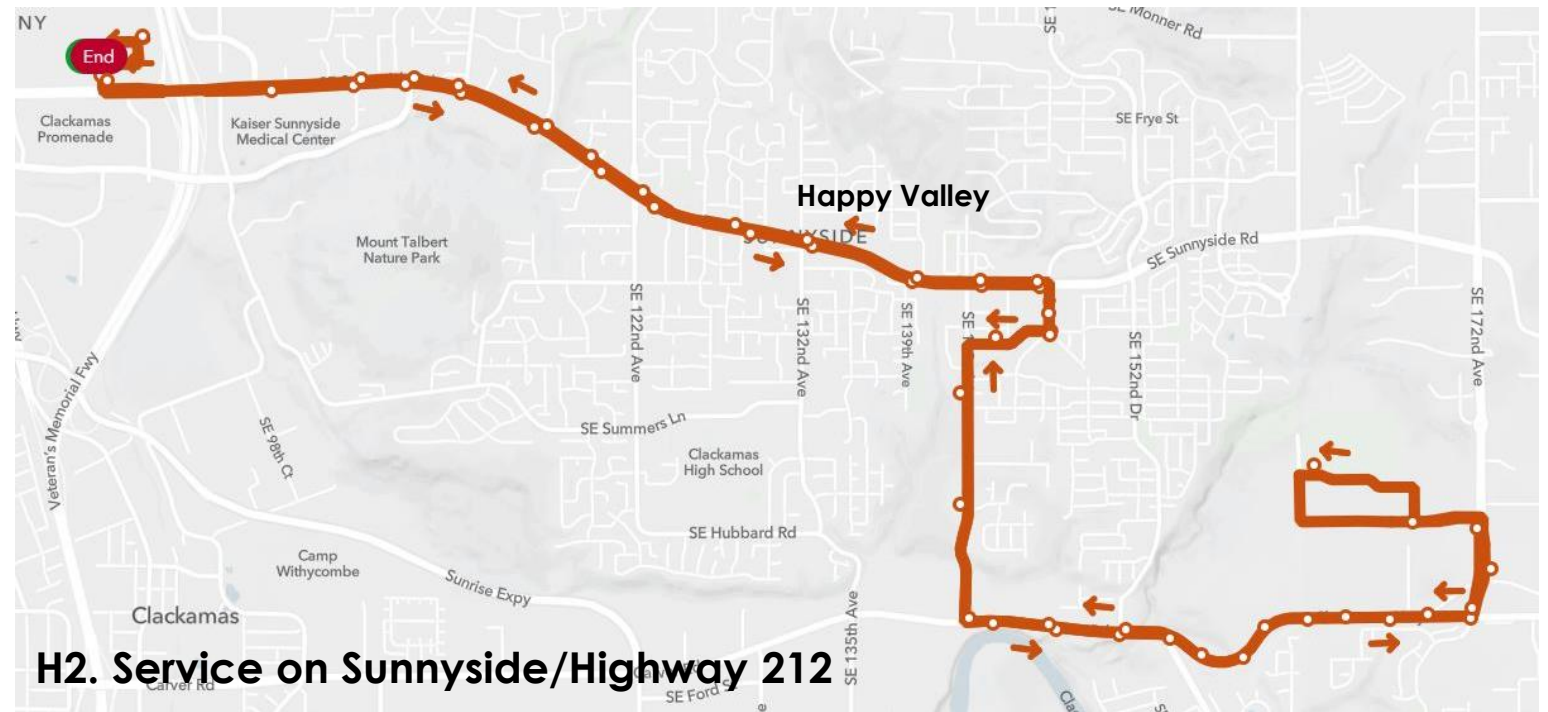 NY
SE Monner Rd
End
Clackamas
Promenade
Kaiser Sunnyside
Medical Center
SE Frye St
Happy Valley
SUNNYSIDE
Mount Talbert
Nature Park
SE Sunnyside Rd
SE 122nd Ave
SE 132nd Ave
SE 139th Ave
SE 152nd Dr
SE 172nd Ave
Veteran's Memorial Fwy
SE 98th Ct
SE Summers Ln
Clackamas
High School
SE Hubbard Rd
Camp
Withycombe
Sunrise Expy
SE 135th Ave
Clackamas
H2. Service on Sunnyside/Highway 212
Carver Rd
SE Ford St